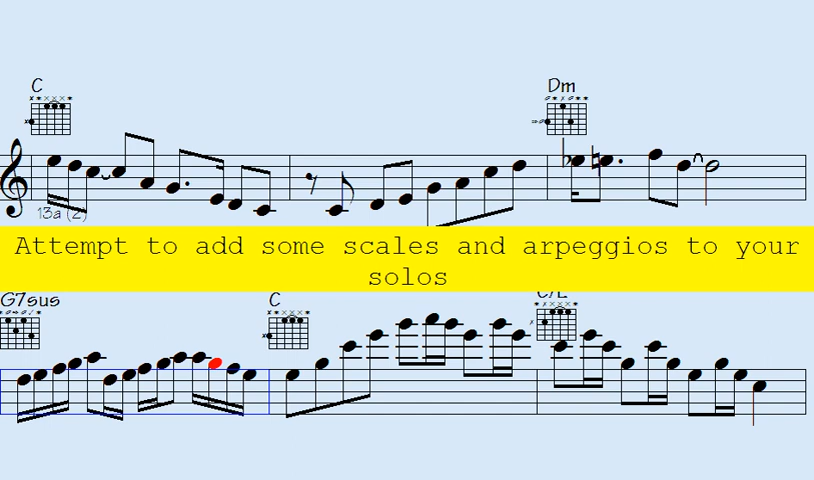 C
Dm
13a (2)
Attempt to add some scales and arpeggios to your
solos
G7sus
C